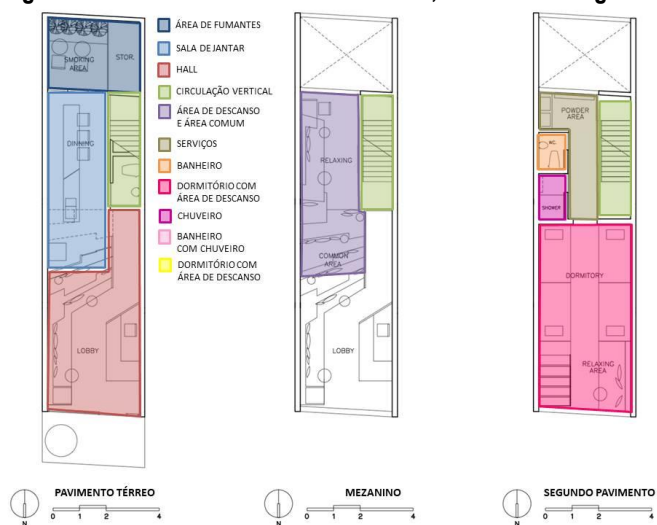 SMOKING
AREA
STOR.
DINNING
LOBBY
ÁREA DE FUMANTES
SALA DE JANTAR
HALL
CIRCULAÇÃO VERTICAL
ÁREA DE DESCANSO
E ÁREA COMUM
SERVIÇOS
BANHEIRO
DORMITÓRIO COM
ÁREA DE DESCANSO
CHUVEIRO
BANHEIRO
COM CHUVEIRO
DORMITÓRIO COM
ÁREA DE DESCANSO
RELAXING
COMMON
AREA
LOBBY
POWDER
AREA
WC.
SHOWER
DORMITORY
RELAXING
AREA
PAVIMENTO TÉRREO
N
0 1 2 4
MEZANINO
N
0 1 2 4
SEGUNDO PAVIMENTO
N
0 1 2 4